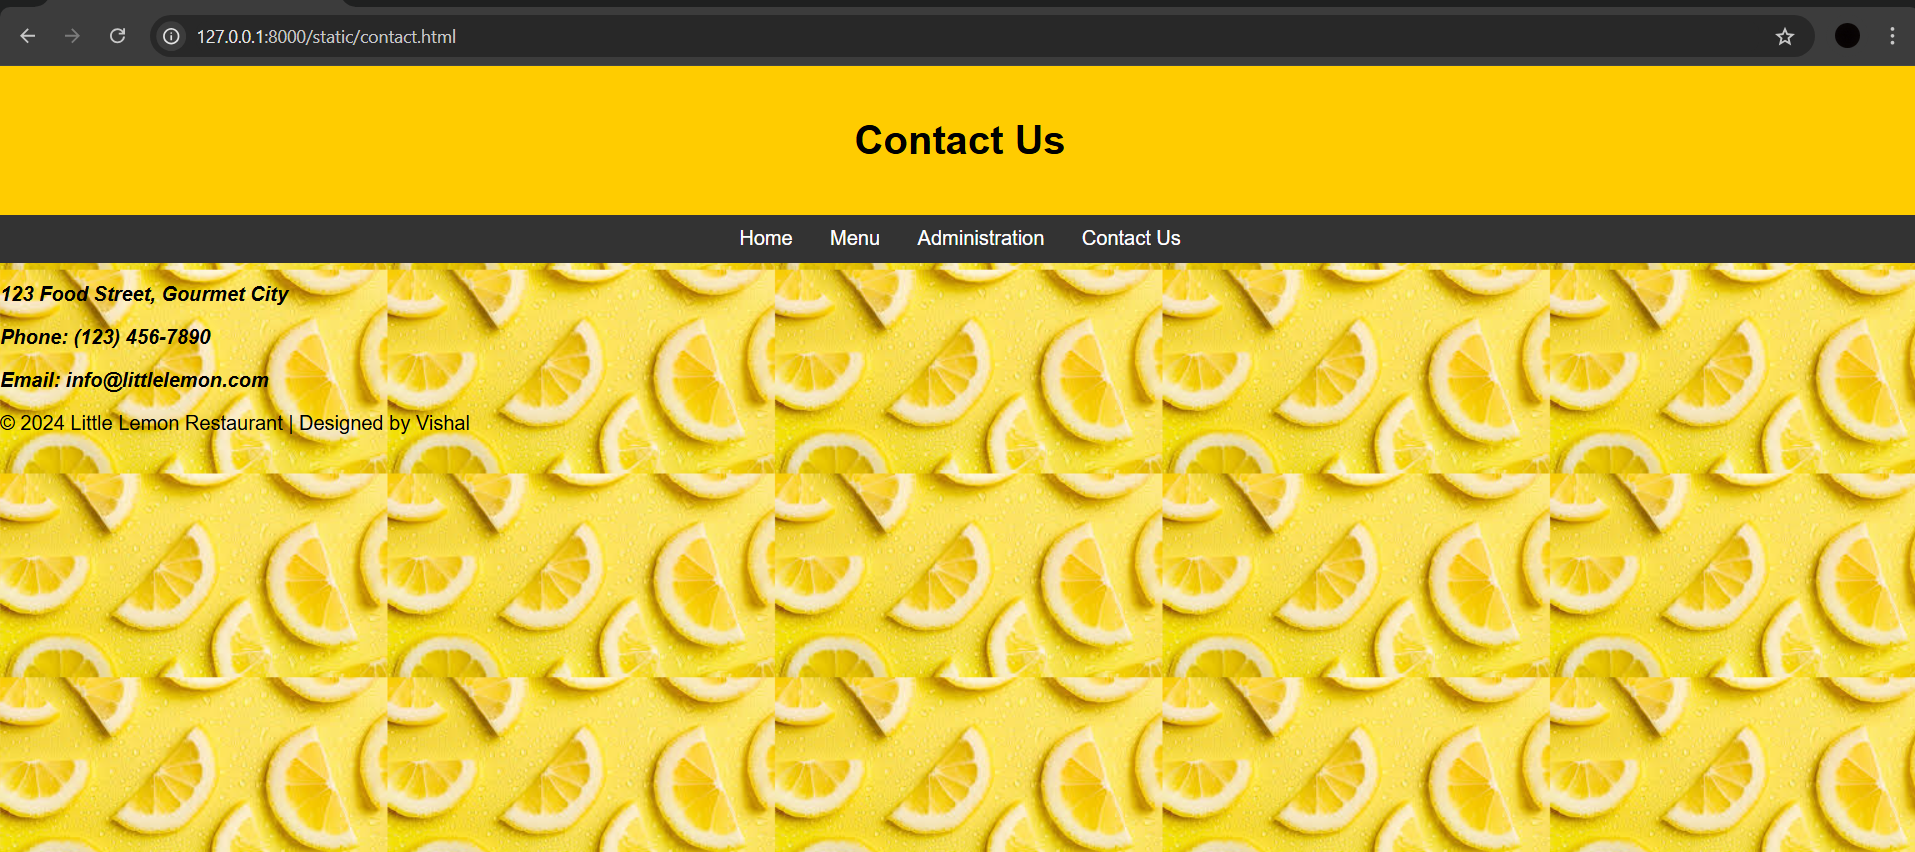 127.0.0.1:8000/static/contact.html
Contact Us
Home Menu Administration Contact Us
123 Food Street, Gourmet City
Phone: (123) 456-7890
Email: info@littlelemon.com
© 2024 Little Lemon Restaurant | Designed by Vishal